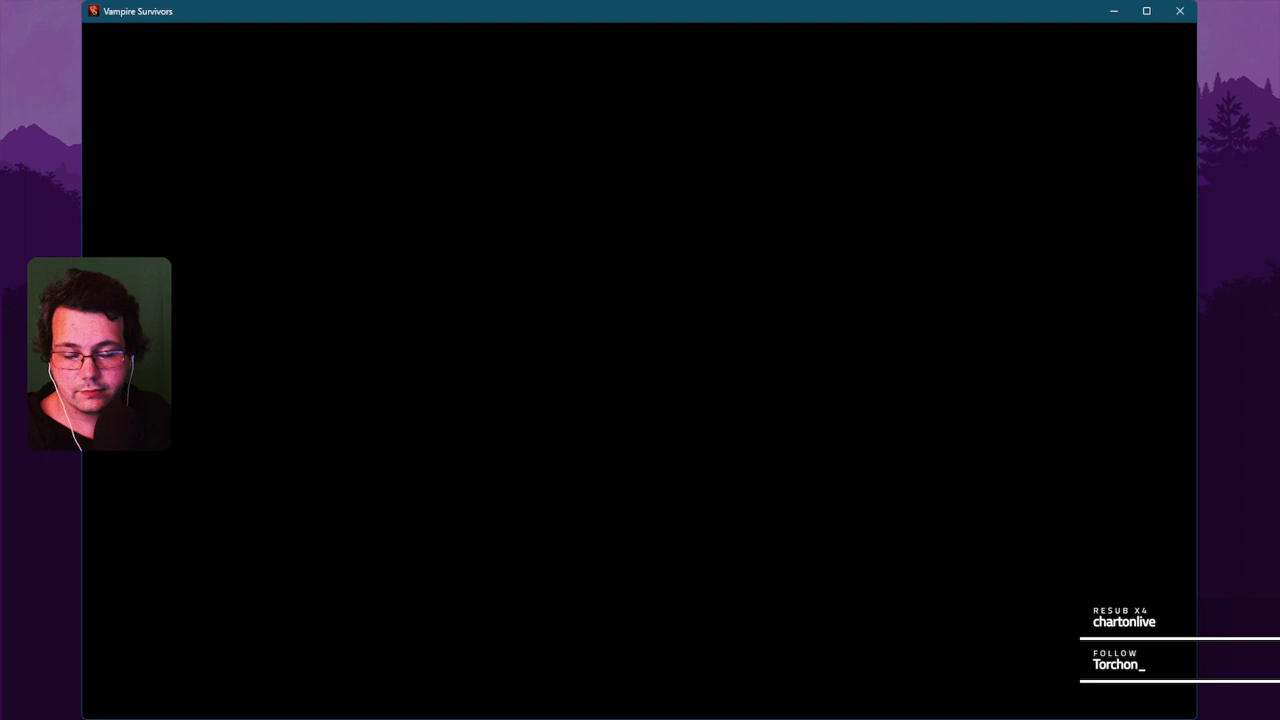 Vampire Survivors
RESUB X4
chartonlive
FOLLOW
Torchon_